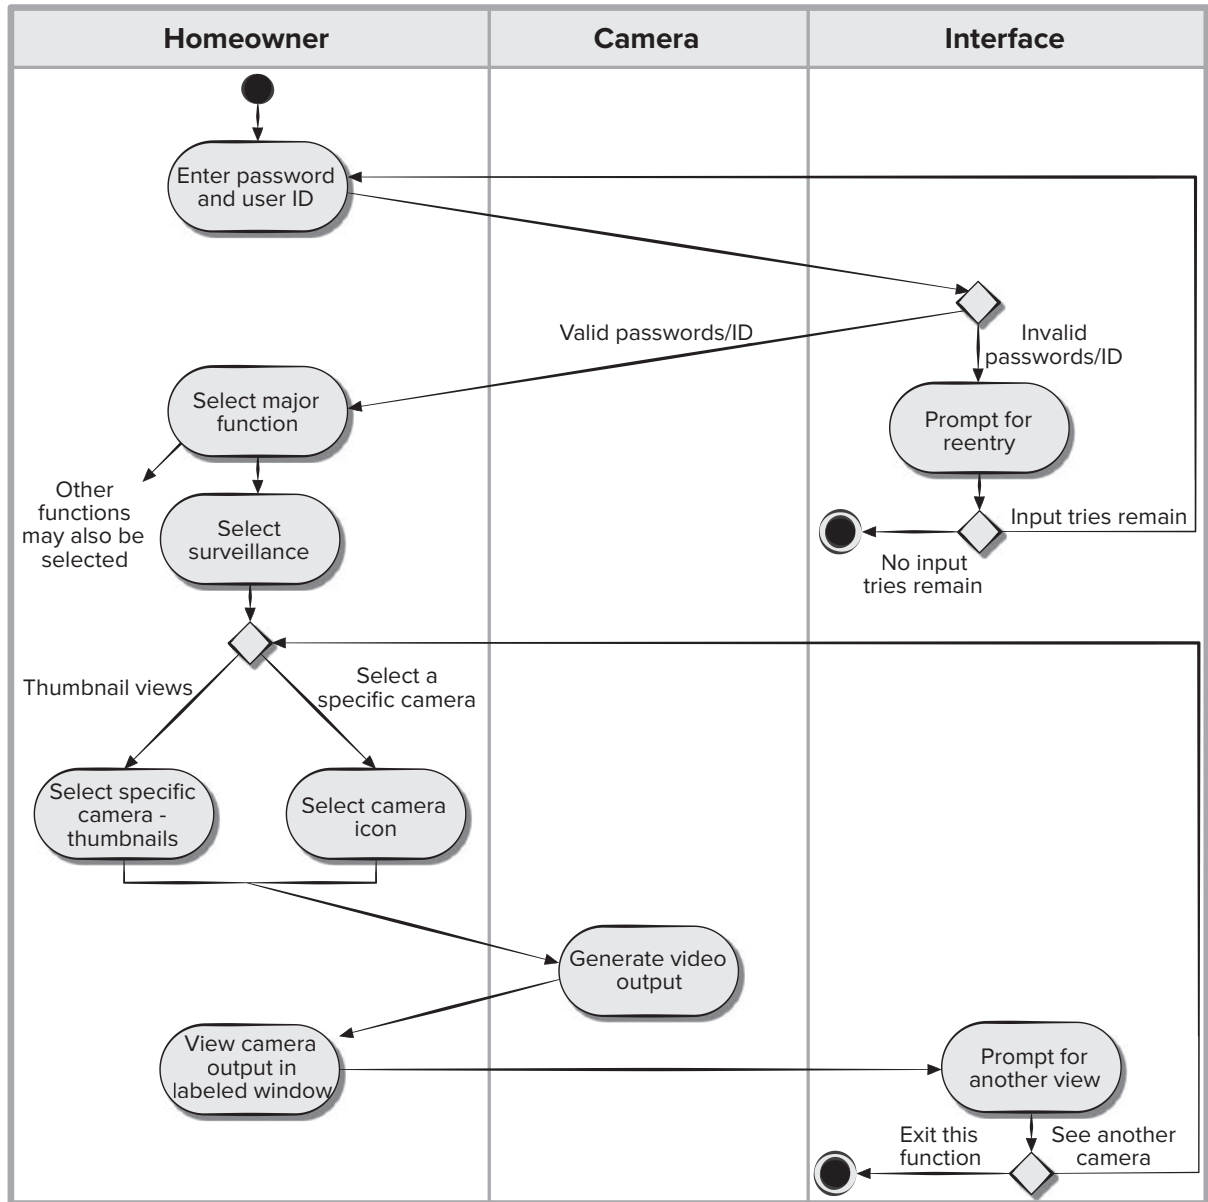 Homeowner
Camera
Interface
Enter password
and user ID
Valid passwords/ID
Invalid
passwords/ID
Select major
function
Prompt for
reentry
Other
functions
may also be
selected
Select
surveillance
Input tries remain
No input
tries remain
Thumbnail views
Select a
specific camera
Select specific
camera -
thumbnails
Select camera
icon
Generate video
output
View camera
output in
labeled window
Prompt for
another view
Exit this
function
See another
camera